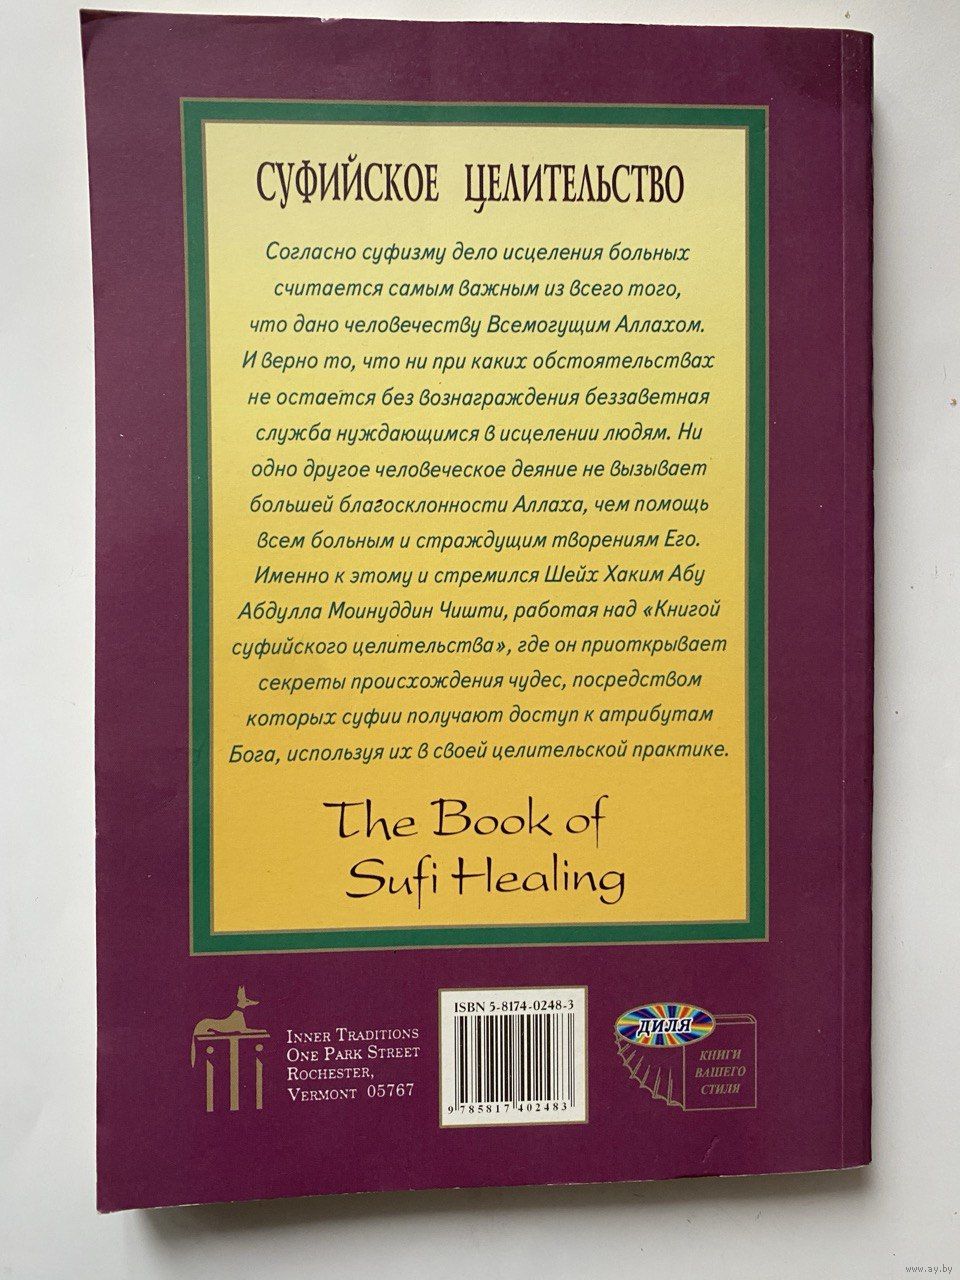 СУФИЙСКОЕ ЦЕЛИТЕЛЬСТВО
Согласно суфизму дело исцеления больных
считается самым важным из всего того,
что дано человечеству Всемогущим Аллахом.
И верно то, что ни при каких обстоятельствах
не остается без вознаграждения беззаветная
служба нуждающимся в исцелении людям. Ни
одно другое человеческое деяние не вызывает
большей благосклонности Аллаха, чем помощь
всем больным и страждущим творениям Его.
Именно к этому и стремился Шейх Хаким Абу
Абдулла Моинуддин Чишти, работая над «Книгой
суфийского целительства», где он приоткрывает
секреты происхождения чудес, посредством
которых суфии получают доступ к атрибутам
Бога, используя их в своей целительской практике.
The Book of
Sufi Healing
iTi
INNER TRADITIONS
ONE PARK STREET
ROCHESTER,
VERMONT 05767
ISBN 5-8174-0248-3
9 785817 402483
ДИЛЯ
КНИГИ
ВАШЕГО
СТИЛЯ
www.ay.by